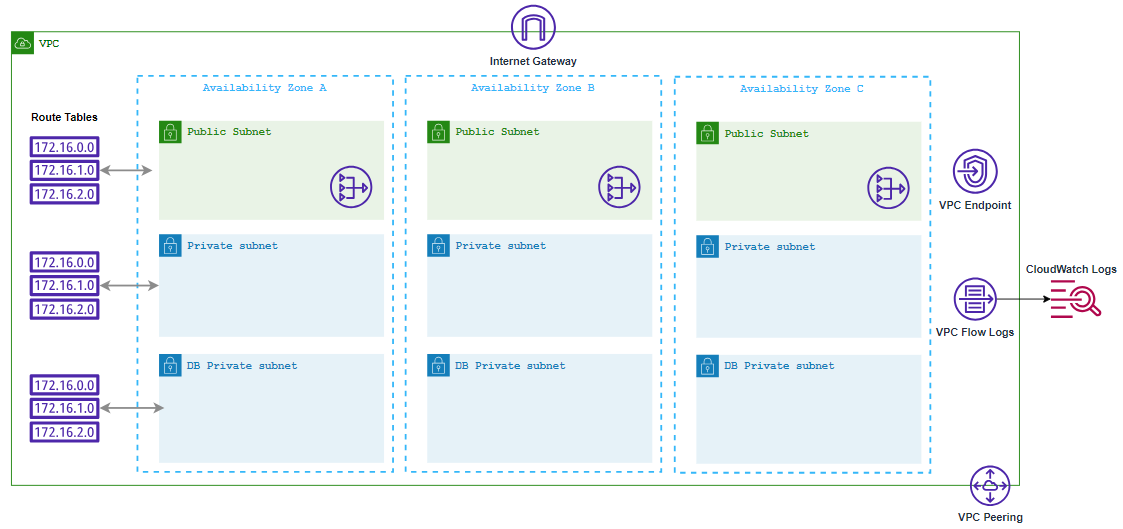 VPC
Internet Gateway
Availability Zone A
Availability Zone B
Availability Zone C
Route Tables
172.16.0.0
172.16.1.0
172.16.2.0
Public Subnet
Public Subnet
Public Subnet
VPC Endpoint
172.16.0.0
172.16.1.0
172.16.2.0
Private subnet
Private subnet
Private subnet
CloudWatch Logs
VPC Flow Logs
172.16.0.0
172.16.1.0
172.16.2.0
DB Private subnet
DB Private subnet
DB Private subnet
VPC Peering